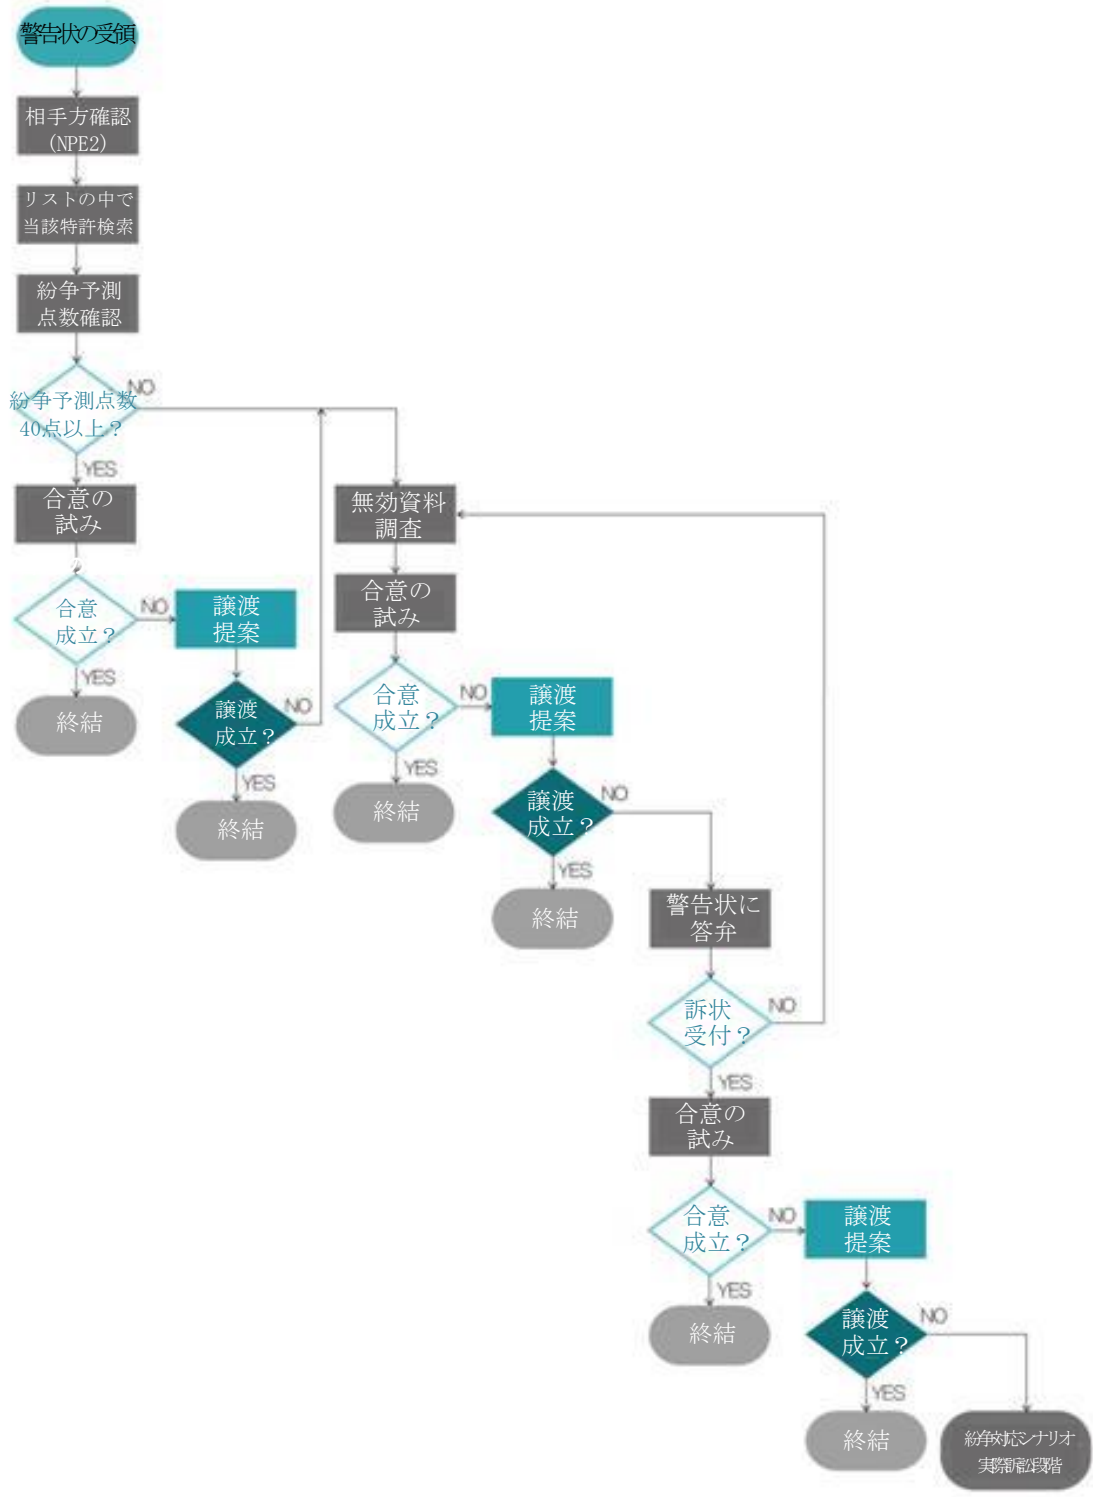 警告状の受領
相手方確認
(NPE2)
リストの中で
当該特許検索
紛争予測
点数確認
NO
紛争予測点数
40点以上？
YES
合意の
試み
の
合意
成立？
NO
譲渡
提案
YES
終結
譲渡
成立？
NO
YES
終結
無効資料
調査
合意の
試み
合意
成立？
NO
譲渡
提案
YES
終結
譲渡
成立？
NO
YES
終結
警告状に
答弁
訴状
受付？
NO
YES
合意の
試み
合意
成立？
NO
譲渡
提案
YES
終結
譲渡
成立？
NO
YES
終結
紛争対応シナリオ
実際訴訟段階